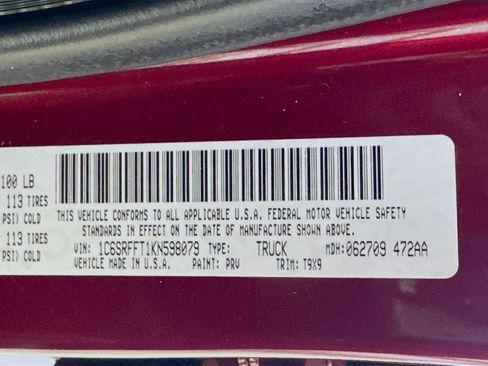 100 LB
113 TIRES
PSI) COLD
113 TIRES
PSI) COLD
THIS VEHICLE CONFORMS TO ALL APPLICABLE U.S.A. FEDERAL MOTOR VEHICLE SAFETY
STANDARDS IN EFFECT ON THE DATE OF MANUFACTURE SHOWN ABOVE
VIN: 1C6SRFFT1KN598079 TYPE: TRUCK MDH: 062709 472AA
VEHICLE MADE IN U.S.A. PAINT: PRV TRIM: T9X9